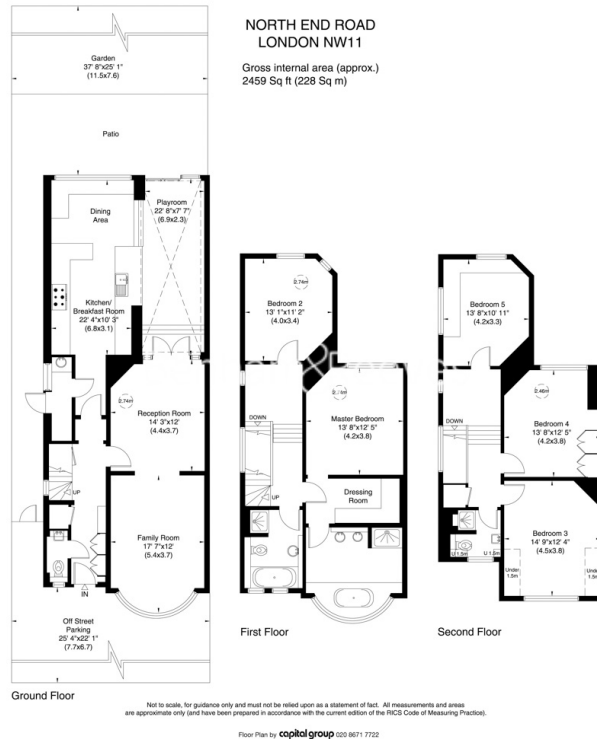 NORTH END ROAD
LONDON NW11
Gross internal area (approx.)
2459 Sq ft (228 Sq m)
Garden
37' 8"x25' 1"
(11.5x7.6)
Patio
Dining
Area
Playroom
22' 8"x7' 7"
(6.9x2.3)
Kitchen/
Breakfast Room
22' 4"x10' 3"
(6.8x3.1)
2.74m
Reception Room
14' 3"x12'
(4.4x3.7)
UP
Family Room
17' 7"x12'
(5.4x3.7)
IN
Off Street
Parking
25' 4"x22' 1"
(7.7x6.7)
Ground Floor
2.74m
Bedroom 2
13' 1"x11' 2"
(4.0x3.4)
Master Bedroom
13' 8"x12' 5"
(4.2x3.8)
DOWN
UP
Dressing
Room
First Floor
Bedroom 5
13' 8"x10' 11"
(4.2x3.3)
2.46m
Bedroom 4
13' 8"x12' 5"
(4.2x3.8)
DOWN
Bedroom 3
14' 9"x12' 4"
(4.5x3.8)
U 1.5m
U 1.5m
Under
1.5m
Under
1.5m
Second Floor
Not to scale, for guidance only and must not be relied upon as a statement of fact. All measurements and areas
are approximate only (and have been prepared in accordance with the current edition of the RICS Code of Measuring Practice).
Floor Plan by capital group 020 8671 7722